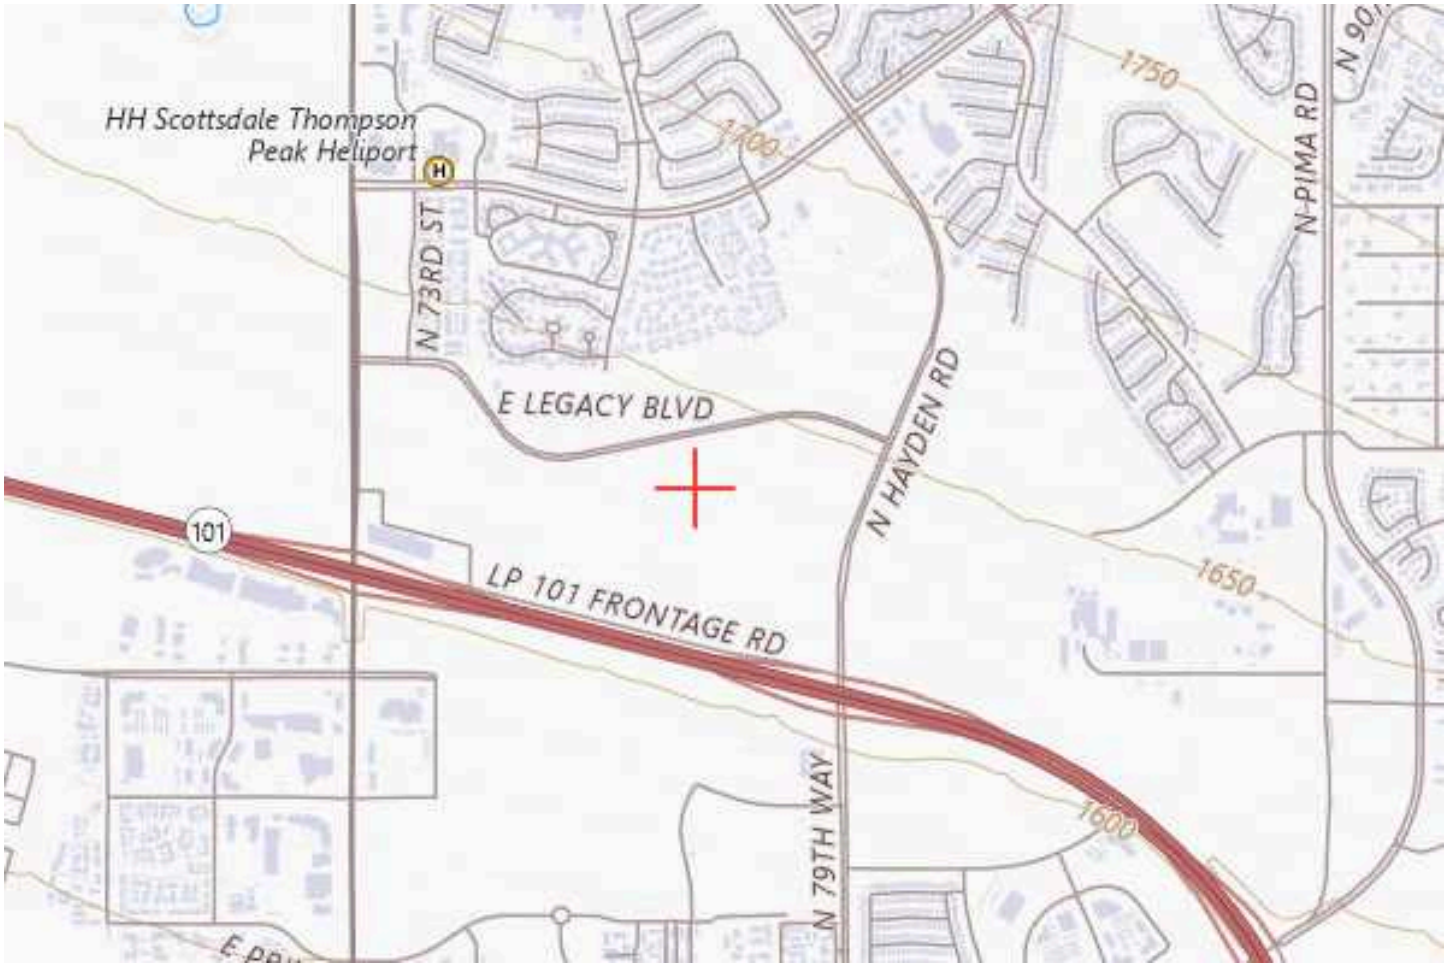 1750
N 90
HH Scottsdale Thompson
Peak Heliport
H
1700
N PIMA RD
N 73RD ST
E LEGACY BLVD
N HAYDEN RD
101
LP 101 FRONTAGE RD
1650
1600
N 79TH WAY